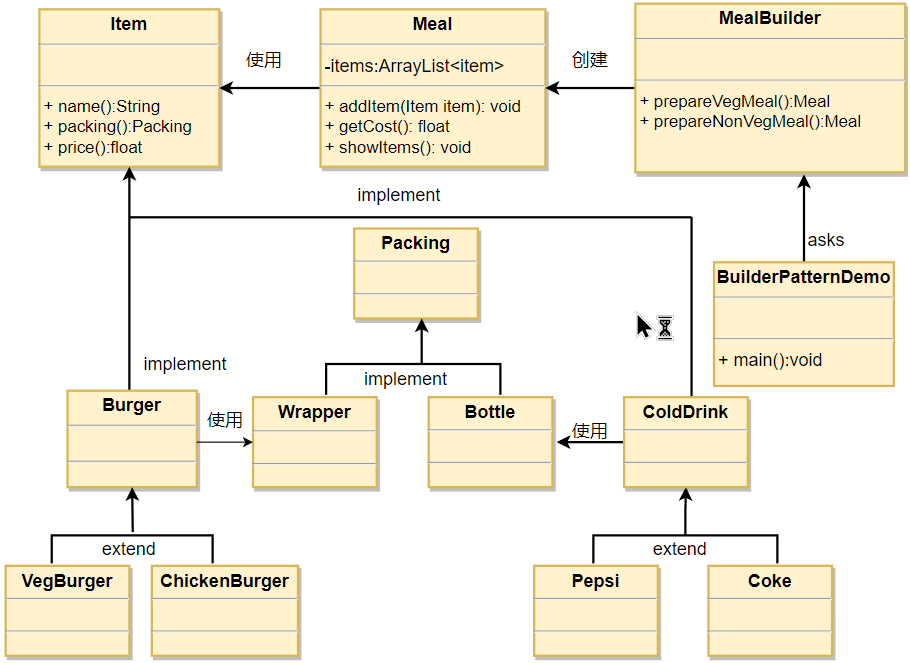 Item
+ name():String
+ packing():Packing
+ price():float
使用
Meal
-items:ArrayList<item>
+ addItem(Item item): void
+ getCost(): float
+ showItems(): void
创建
MealBuilder
+ prepareVegMeal():Meal
+ prepareNonVegMeal():Meal
implement
asks
Packing
BuilderPatternDemo
+ main():void
implement
implement
Burger
使用
Wrapper
Bottle
使用
ColdDrink
extend
extend
VegBurger
ChickenBurger
Pepsi
Coke